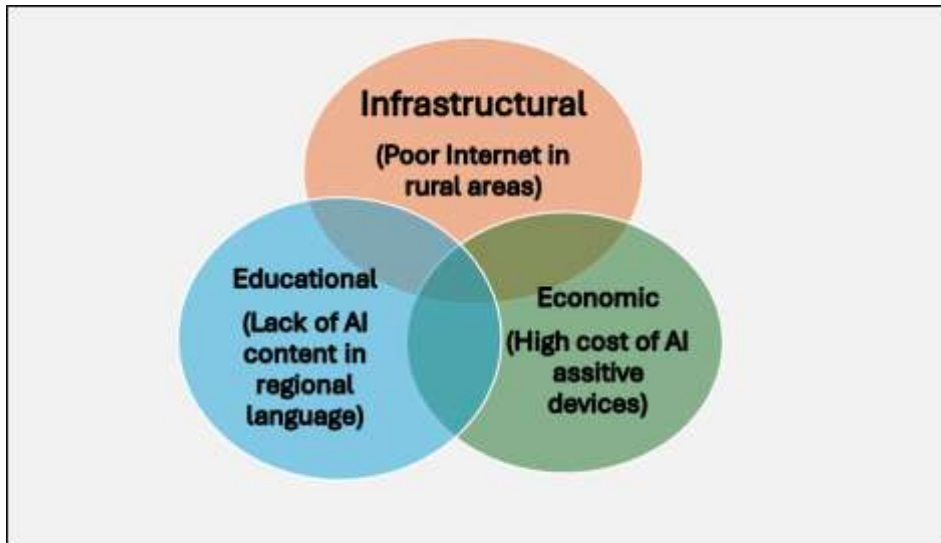 Infrastructural
(Poor Internet in
rural areas)
Educational
(Lack of AI
content in
regional
language)
Economic
(High cost of AI
assitive
devices)